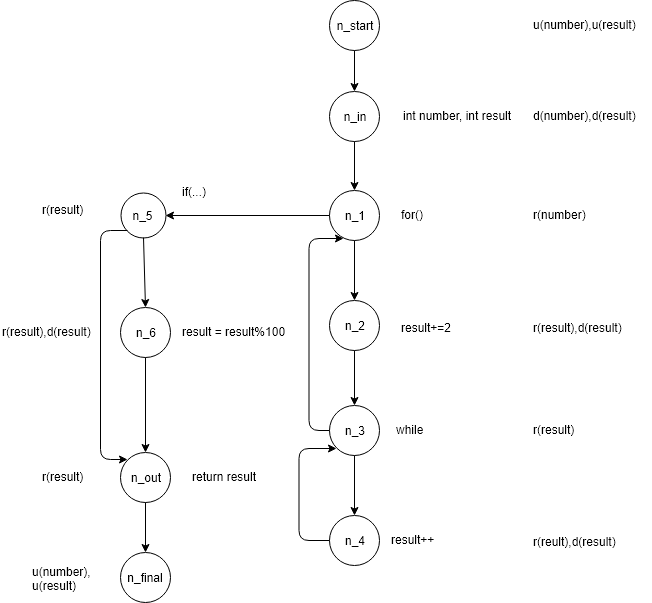 n_start
u(number),u(result)
n_in
int number, int result
d(number),d(result)
if(...)
r(result)
n_5
n_1
for()
r(number)
r(result),d(result)
n_6
result = result%100
n_2
result+=2
r(result),d(result)
n_3
while
r(result)
r(result)
n_out
return result
n_4
result++
r(reult),d(result)
u(number),
u(result)
n_final